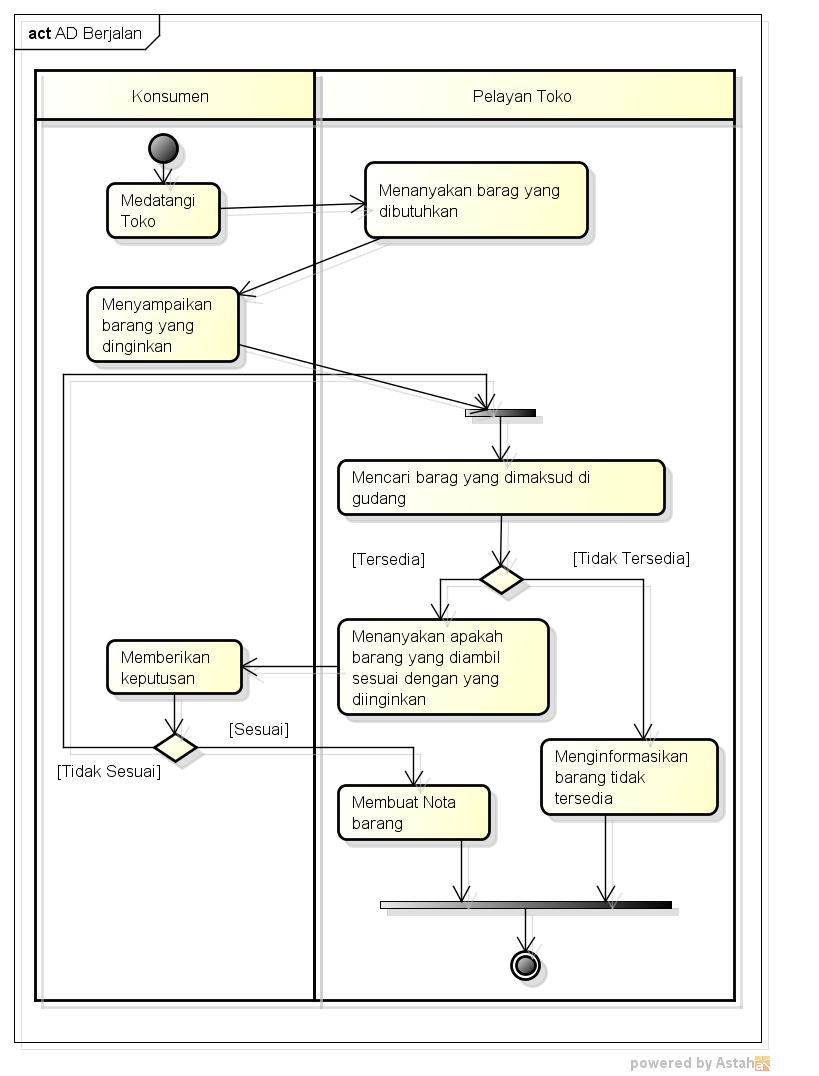 act AD Berjalan
Konsumen
Pelayan Toko
Medatangi
Toko
Menanyakan barag yang
dibutuhkan
Menyampaikan
barang yang
dinginkan
Mencari barag yang dimaksud di
gudang
[Tersedia]
[Tidak Tersedia]
Menanyakan apakah
barang yang diambil
sesuai dengan yang
diinginkan
Memberikan
keputusan
[Sesuai]
[Tidak Sesuai]
Menginformasikan
barang tidak
tersedia
Membuat Nota
barang
powered by Astah